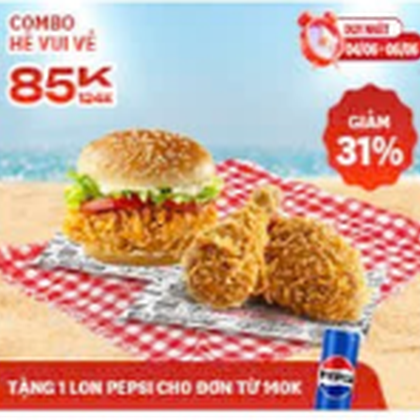 COMBO
HÈ VUI VẺ
85K
124K
DUY NHẤT
04/06 - 06/06
GIẢM
31%
TẶNG 1 LON PEPSI CHO ĐƠN TỪ 140K
PEPSI